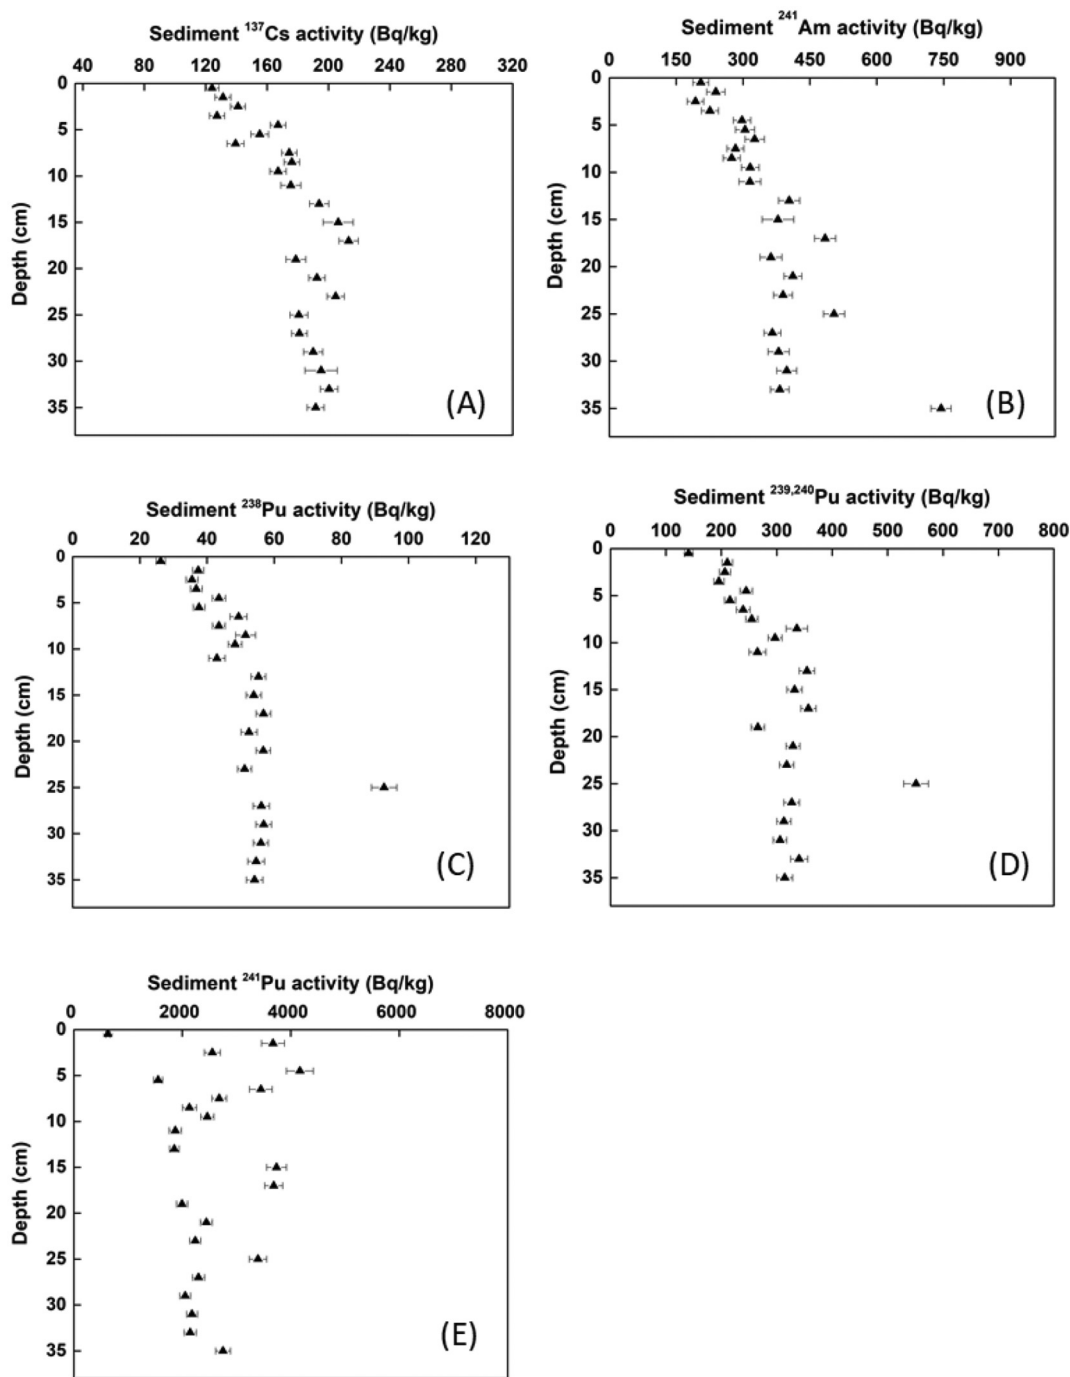 Sediment ¹³⁷Cs activity (Bq/kg)
40 80 120 160 200 240 280 320
0
5
10
15
20
25
30
35
Depth (cm)
(A)
Sediment ²⁴¹Am activity (Bq/kg)
0 150 300 450 600 750 900
0
5
10
15
20
25
30
35
Depth (cm)
(B)
Sediment ²³⁸Pu activity (Bq/kg)
0 20 40 60 80 100 120
0
5
10
15
20
25
30
35
Depth (cm)
(C)
Sediment ²³⁹,²⁴⁰Pu activity (Bq/kg)
0 100 200 300 400 500 600 700 800
0
5
10
15
20
25
30
35
Depth (cm)
(D)
Sediment ²⁴¹Pu activity (Bq/kg)
0 2000 4000 6000 8000
0
5
10
15
20
25
30
35
Depth (cm)
(E)